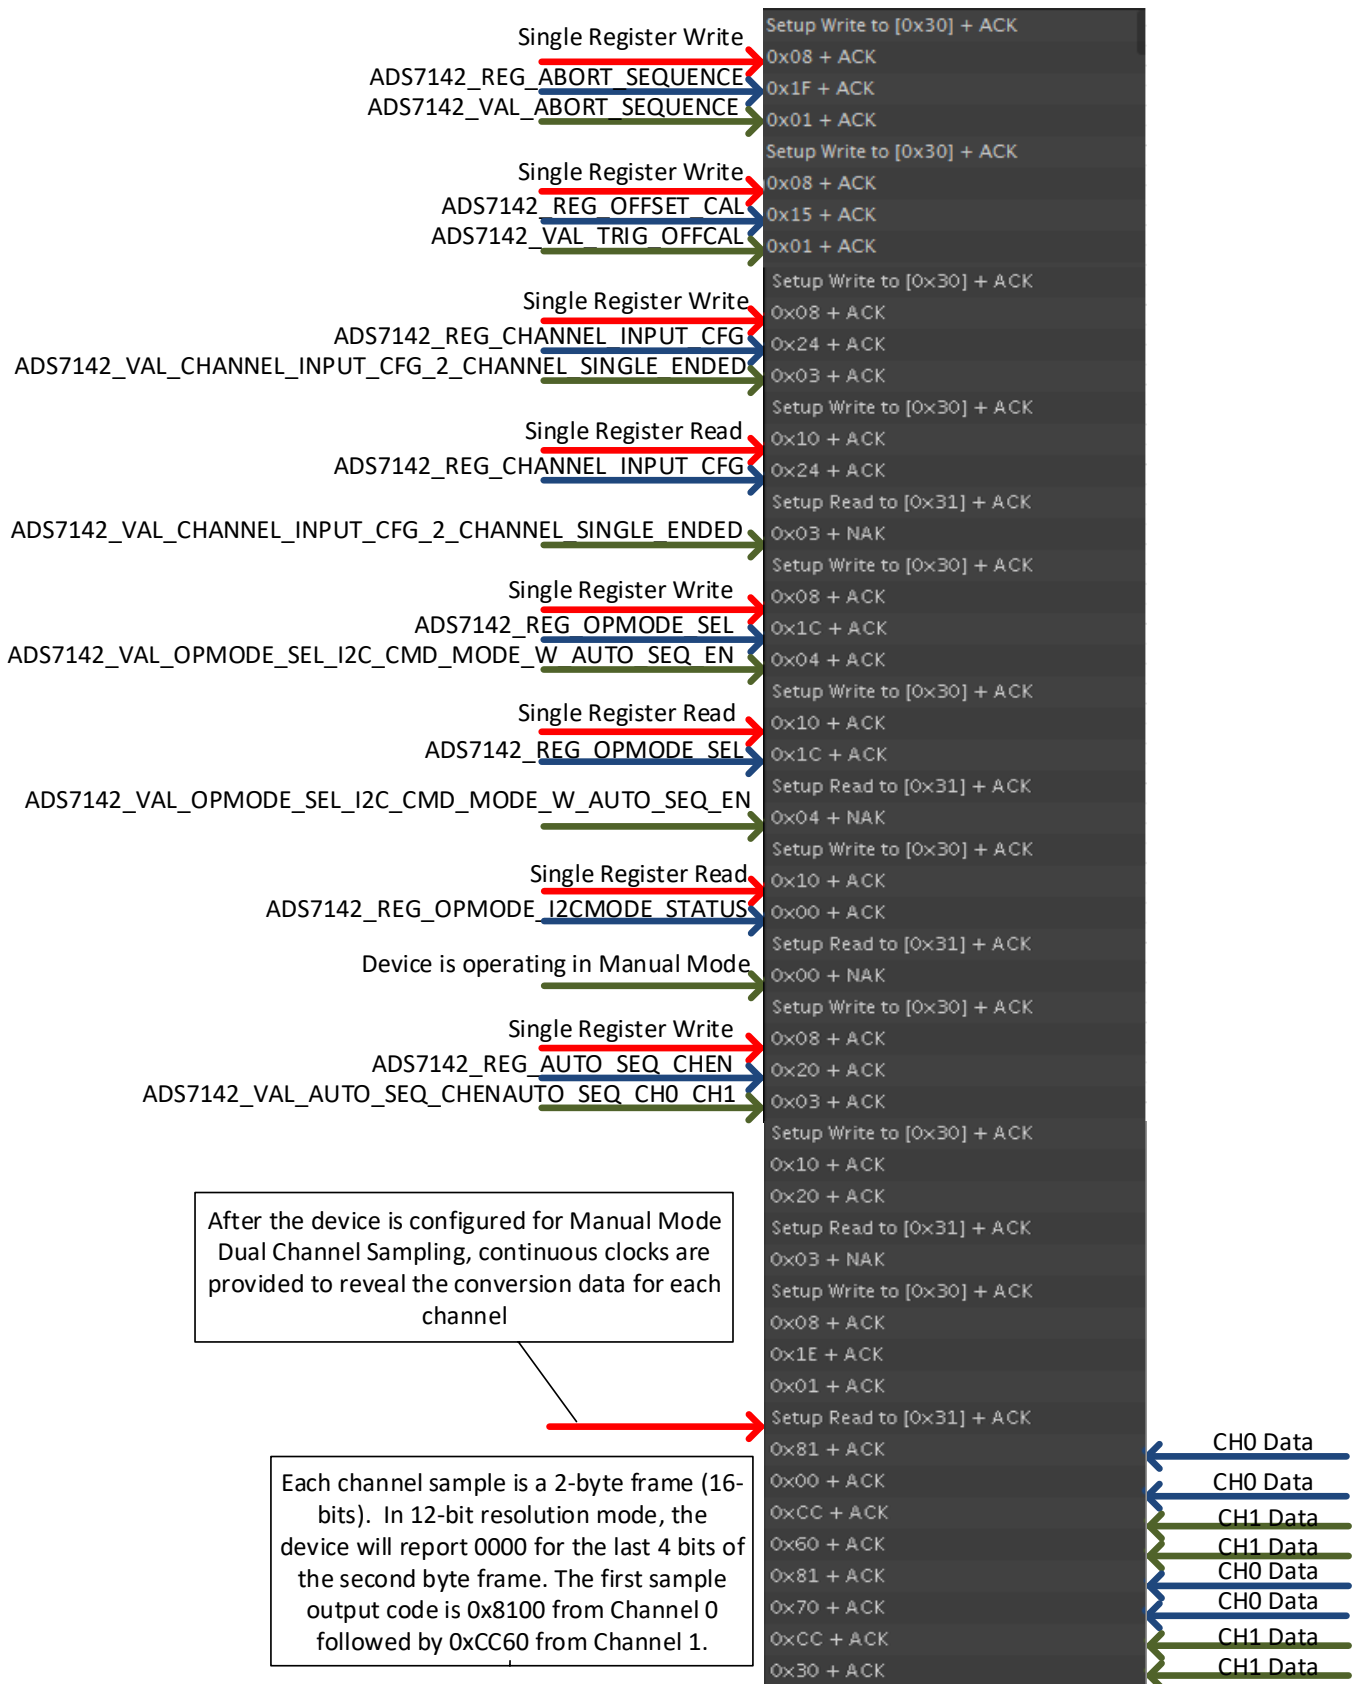 Setup Write to [0x30] + ACK
Single Register Write
0x08 + ACK
ADS7142_REG_ABORT_SEQUENCE
0x1F + ACK
ADS7142_VAL_ABORT_SEQUENCE
0x01 + ACK
Setup Write to [0x30] + ACK
Single Register Write
0x08 + ACK
ADS7142_REG_OFFSET_CAL
0x15 + ACK
ADS7142_VAL_TRIG_OFFCAL
0x01 + ACK
Setup Write to [0x30] + ACK
Single Register Write
0x08 + ACK
ADS7142_REG_CHANNEL_INPUT_CFG
0x24 + ACK
ADS7142_VAL_CHANNEL_INPUT_CFG_2_CHANNEL_SINGLE_ENDED
0x03 + ACK
Setup Write to [0x30] + ACK
Single Register Read
0x10 + ACK
ADS7142_REG_CHANNEL_INPUT_CFG
0x24 + ACK
Setup Read to [0x31] + ACK
ADS7142_VAL_CHANNEL_INPUT_CFG_2_CHANNEL_SINGLE_ENDED
0x03 + NAK
Setup Write to [0x30] + ACK
Single Register Write
0x08 + ACK
ADS7142_REG_OPMODE_SEL
0x1C + ACK
ADS7142_VAL_OPMODE_SEL_I2C_CMD_MODE_W_AUTO_SEQ_EN
0x04 + ACK
Setup Write to [0x30] + ACK
Single Register Read
0x10 + ACK
ADS7142_REG_OPMODE_SEL
0x1C + ACK
Setup Read to [0x31] + ACK
ADS7142_VAL_OPMODE_SEL_I2C_CMD_MODE_W_AUTO_SEQ_EN
0x04 + NAK
Setup Write to [0x30] + ACK
Single Register Read
0x10 + ACK
ADS7142_REG_OPMODE_I2CMODE_STATUS
0x00 + ACK
Setup Read to [0x31] + ACK
Device is operating in Manual Mode
0x00 + NAK
Setup Write to [0x30] + ACK
Single Register Write
0x08 + ACK
ADS7142_REG_AUTO_SEQ_CHEN
0x20 + ACK
ADS7142_VAL_AUTO_SEQ_CHENAUTO_SEQ_CH0_CH1
0x03 + ACK
Setup Write to [0x30] + ACK
0x10 + ACK
0x20 + ACK
Setup Read to [0x31] + ACK
0x03 + NAK
Setup Write to [0x30] + ACK
0x08 + ACK
0x1E + ACK
0x01 + ACK
After the device is configured for Manual Mode
Dual Channel Sampling, continuous clocks are
provided to reveal the conversion data for each
channel
Setup Read to [0x31] + ACK
0x81 + ACK
CH0 Data
0x00 + ACK
CH0 Data
0xCC + ACK
CH1 Data
0x60 + ACK
CH1 Data
0x81 + ACK
CH0 Data
0x70 + ACK
CH0 Data
0xCC + ACK
CH1 Data
0x30 + ACK
CH1 Data
Each channel sample is a 2-byte frame (16-
bits). In 12-bit resolution mode, the
device will report 0000 for the last 4 bits of
the second byte frame. The first sample
output code is 0x8100 from Channel 0
followed by 0xCC60 from Channel 1.